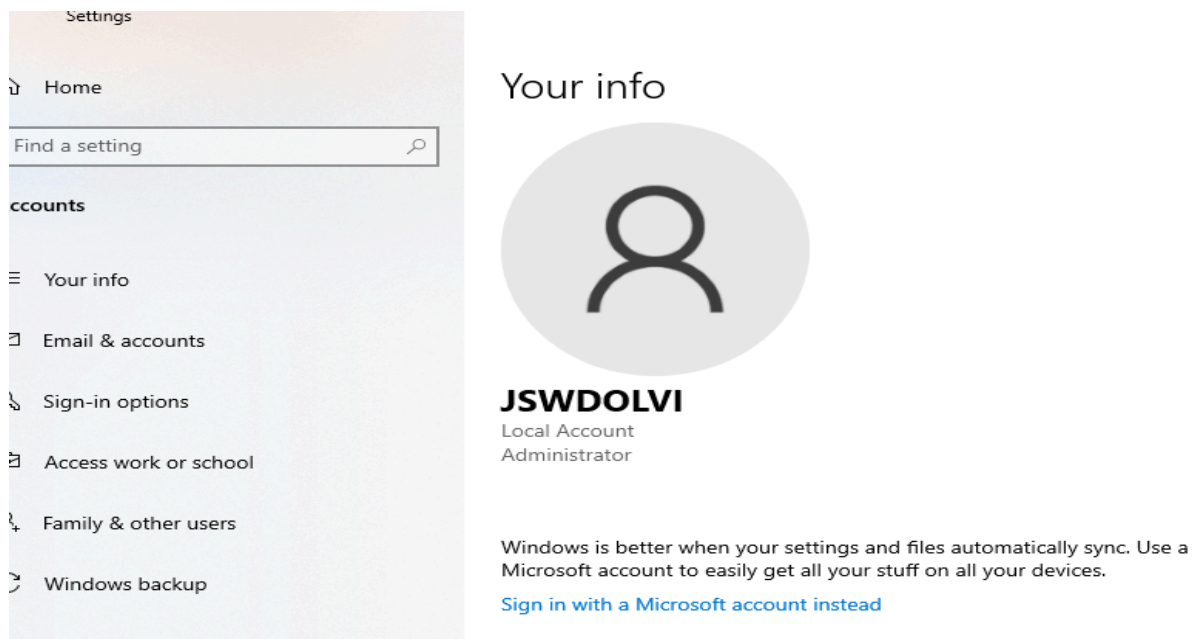 Settings
Home
Find a setting
ccounts
Your info
Email & accounts
Sign-in options
Access work or school
Family & other users
Windows backup
Your info
JSWDOLVI
Local Account
Administrator
Windows is better when your settings and files automatically sync. Use a
Microsoft account to easily get all your stuff on all your devices.
Sign in with a Microsoft account instead